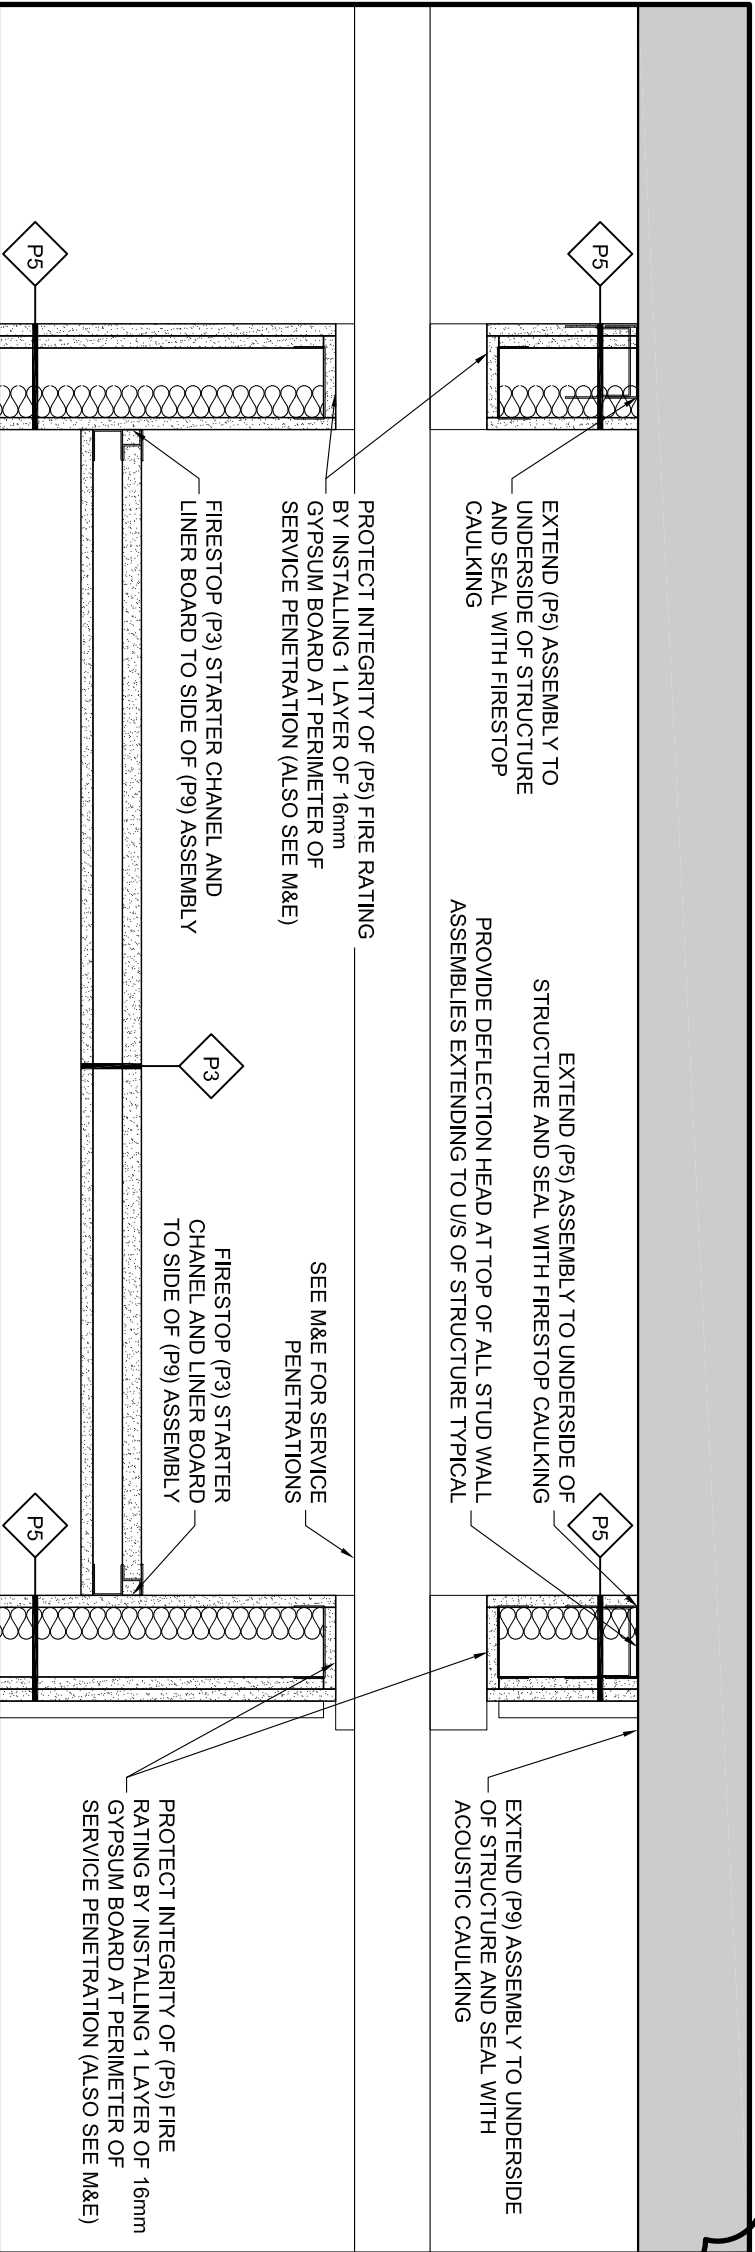 P5
P5
EXTEND (P5) ASSEMBLY TO
UNDERSIDE OF STRUCTURE
AND SEAL WITH FIRESTOP
CAULKING
PROTECT INTEGRITY OF (P5) FIRE RATING
BY INSTALLING 1 LAYER OF 16mm
GYPSUM BOARD AT PERIMETER OF
SERVICE PENETRATION (ALSO SEE M&E)
FIRESTOP (P3) STARTER CHANEL AND
LINER BOARD TO SIDE OF (P9) ASSEMBLY
EXTEND (P5) ASSEMBLY TO UNDERSIDE OF
STRUCTURE AND SEAL WITH FIRESTOP CAULKING
PROVIDE DEFLECTION HEAD AT TOP OF ALL STUD WALL
ASSEMBLIES EXTENDING TO U/S OF STRUCTURE TYPICAL
P3
SEE M&E FOR SERVICE
PENETRATIONS
FIRESTOP (P3) STARTER
CHANEL AND LINER BOARD
TO SIDE OF (P9) ASSEMBLY
P5
P5
EXTEND (P9) ASSEMBLY TO UNDERSIDE
OF STRUCTURE AND SEAL WITH
ACOUSTIC CAULKING
PROTECT INTEGRITY OF (P5) FIRE
RATING BY INSTALLING 1 LAYER OF 16mm
GYPSUM BOARD AT PERIMETER OF
SERVICE PENETRATION (ALSO SEE M&E)